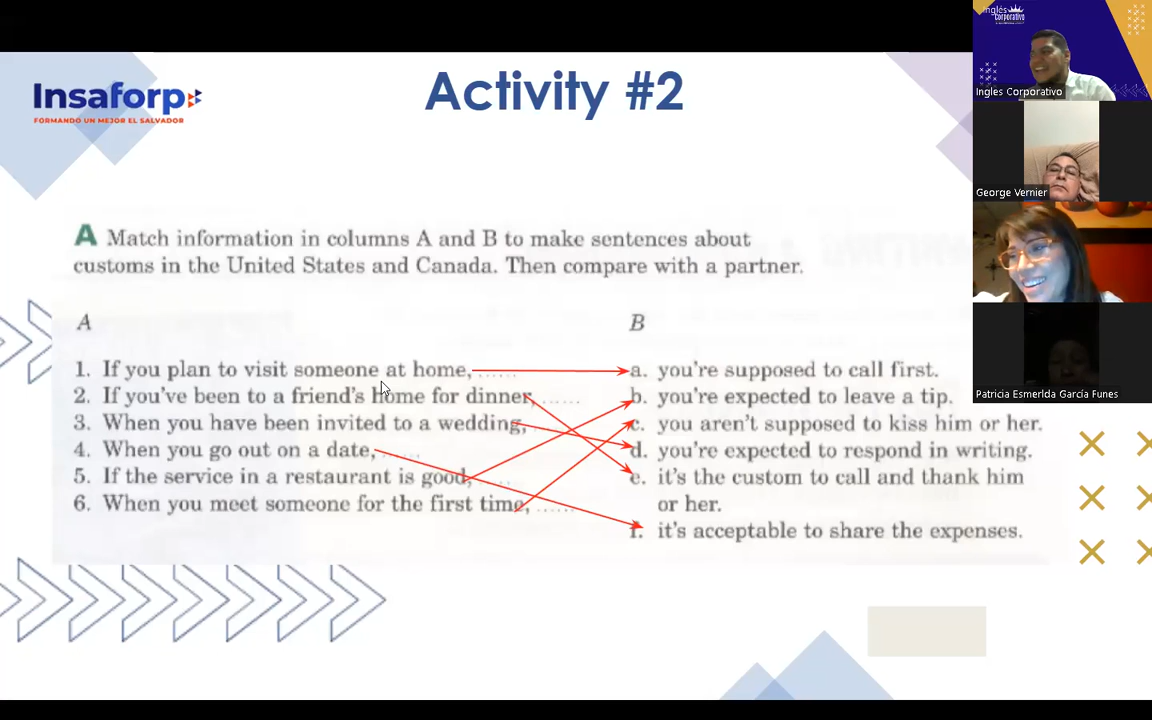 Insaforp
FORMANDO UN MEJOR EL SALVADOR
Activity #2
A Match information in columns A and B to make sentences about
customs in the United States and Canada. Then compare with a partner.
A
1. If you plan to visit someone at home, ......
2. If you've been to a friend's home for dinner, ......
3. When you have been invited to a wedding,
4. When you go out on a date, ......
5. If the service in a restaurant is good, ......
6. When you meet someone for the first time, ......
B
a. you're supposed to call first.
b. you're expected to leave a tip.
c. you aren't supposed to kiss him or her.
d. you're expected to respond in writing.
e. it's the custom to call and thank him
or her.
f. it's acceptable to share the expenses.
Inglés
corporativo
Ingles Corporativo
George Vernier
Patricia Esmerlda García Funes